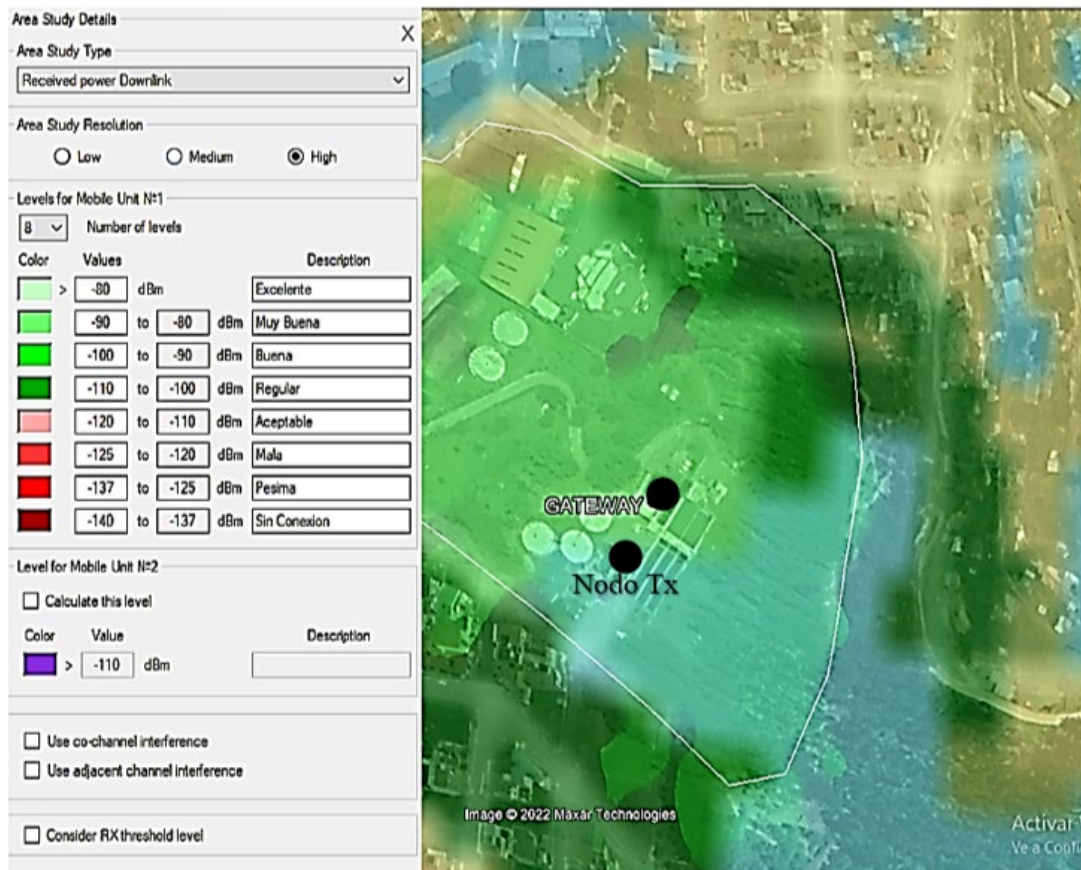 Area Study Details
X
Area Study Type
Received power Downlink
Area Study Resolution
Low Medium High
Levels for Mobile Unit Nº1
8 Number of levels
Color Values Description
> -80 dBm Excelente
-90 to -80 dBm Muy Buena
-100 to -90 dBm Buena
-110 to -100 dBm Regular
-120 to -110 dBm Aceptable
-125 to -120 dBm Mala
-137 to -125 dBm Pesima
-140 to -137 dBm Sin Conexion
Level for Mobile Unit Nº2
Calculate this level
Color Value Description
> -110 dBm
Use co-channel interference
Use adjacent channel interference
Consider RX threshold level
GATEWAY
Nodo Tx
Image © 2022 Maxar Technologies
Activar
Ve a Confi